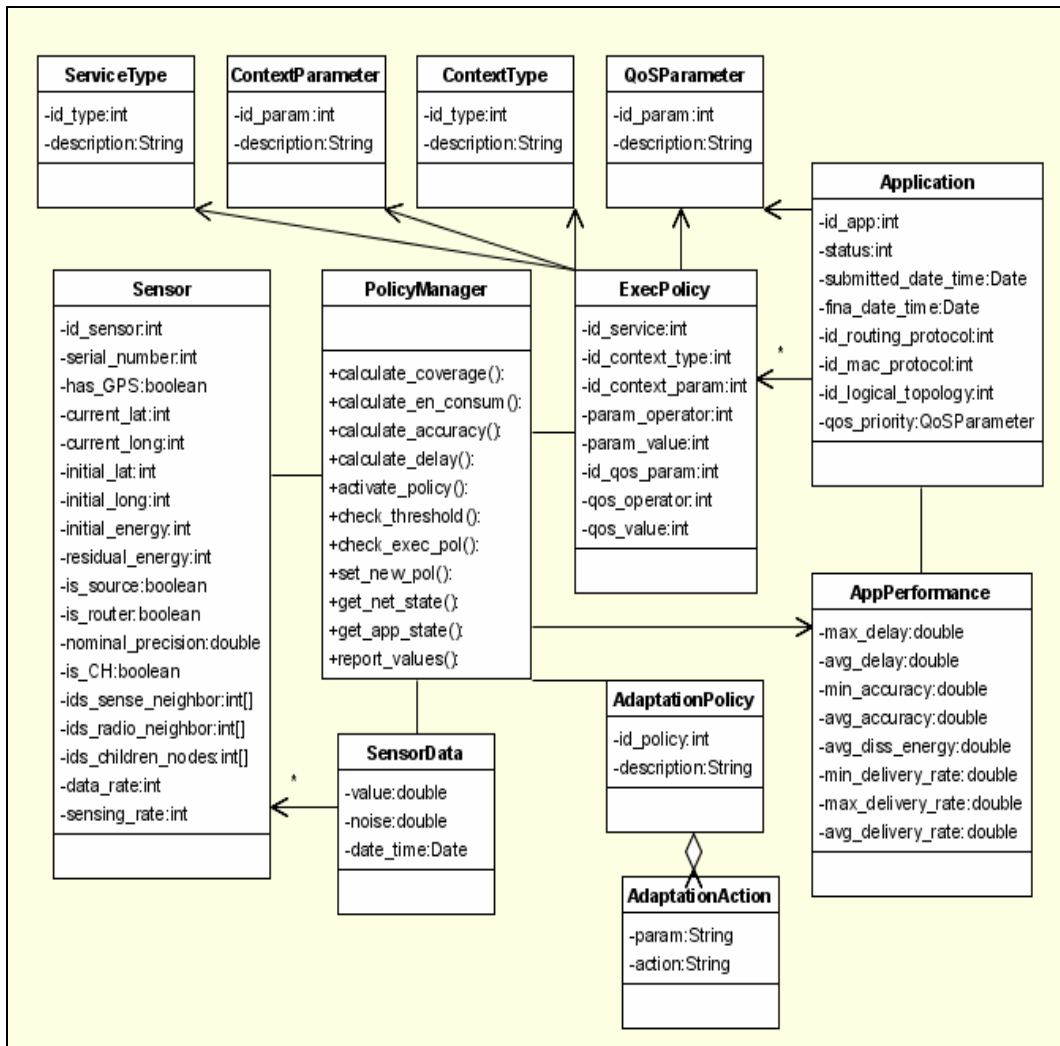 ServiceType
-id_type:int
-description:String
ContextParameter
-id_param:int
-description:String
ContextType
-id_type:int
-description:String
QoSParameter
-id_param:int
-description:String
Application
-id_app:int
-status:int
-submitted_date_time:Date
-fina_date_time:Date
-id_routing_protocol:int
-id_mac_protocol:int
-id_logical_topology:int
-qos_priority:QoSParameter
Sensor
-id_sensor:int
-serial_number:int
-has_GPS:boolean
-current_lat:int
-current_long:int
-initial_lat:int
-initial_long:int
-initial_energy:int
-residual_energy:int
-is_source:boolean
-is_router:boolean
-nominal_precision:double
-is_CH:boolean
-ids_sense_neighbor:int[]
-ids_radio_neighbor:int[]
-ids_children_nodes:int[]
-data_rate:int
-sensing_rate:int
PolicyManager
+calculate_coverage():
+calculate_en_consum():
+calculate_accuracy():
+calculate_delay():
+activate_policy():
+check_threshold():
+check_exec_pol():
+set_new_pol():
+get_net_state():
+get_app_state():
+report_values():
ExecPolicy
-id_service:int
-id_context_type:int
-id_context_param:int
-param_operator:int
-param_value:int
-id_qos_param:int
-qos_operator:int
-qos_value:int
*
AppPerformance
-max_delay:double
-avg_delay:double
-min_accuracy:double
-avg_accuracy:double
-avg_diss_energy:double
-min_delivery_rate:double
-max_delivery_rate:double
-avg_delivery_rate:double
AdaptationPolicy
-id_policy:int
-description:String
*
SensorData
-value:double
-noise:double
-date_time:Date
AdaptationAction
-param:String
-action:String